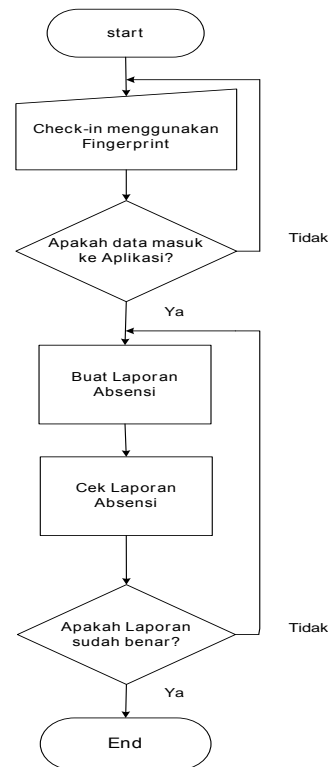 start
Check-in menggunakan
Fingerprint
Apakah data masuk
ke Aplikasi?
Tidak
Ya
Buat Laporan
Absensi
Cek Laporan
Absensi
Apakah Laporan
sudah benar?
Tidak
Ya
End